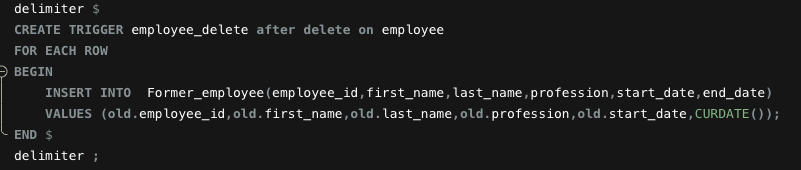 delimiter $
CREATE TRIGGER employee_delete after delete on employee
FOR EACH ROW
BEGIN
INSERT INTO  Former_employee(employee_id,first_name,last_name,profession,start_date,end_date)
VALUES (old.employee_id,old.first_name,old.last_name,old.profession,old.start_date,CURDATE());
END $
delimiter ;